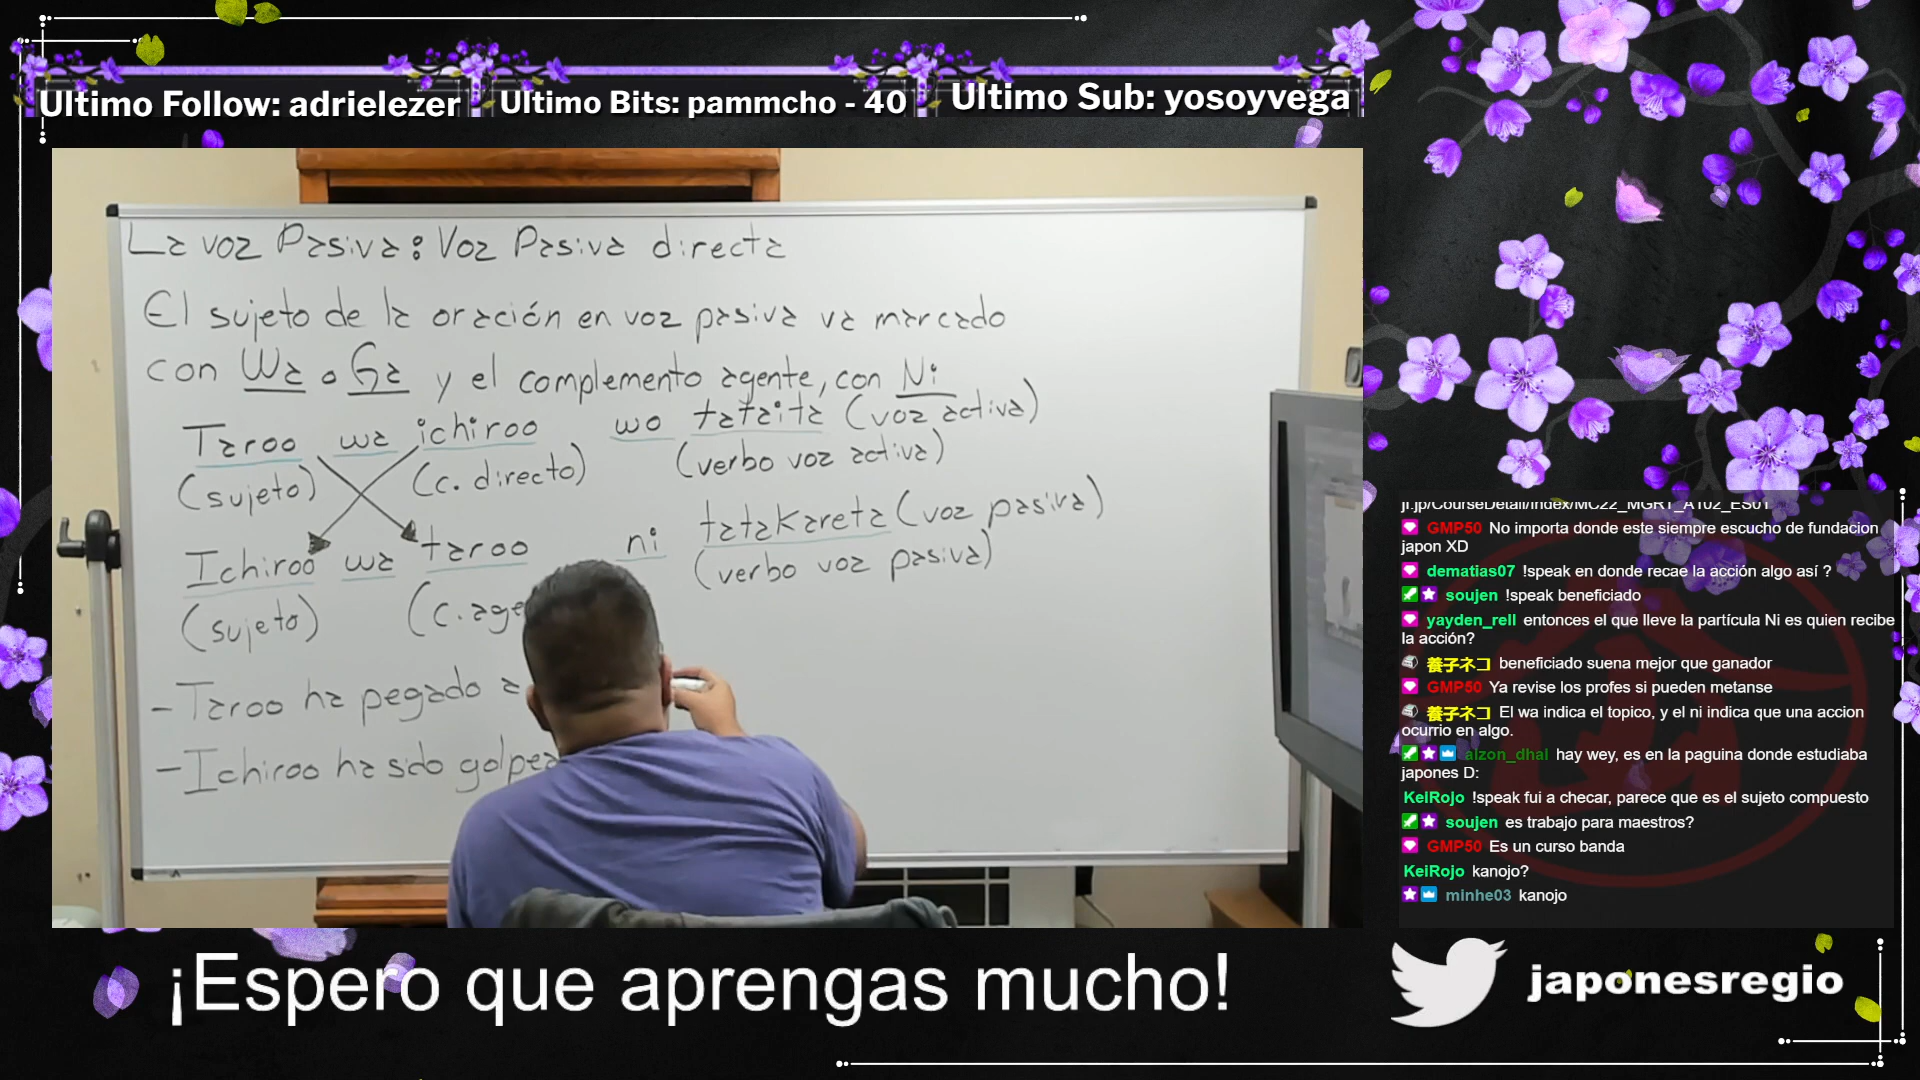 Ultimo Follow: adrielezer
Ultimo Bits: pammcho - 40
Ultimo Sub: yosoyvega
La voz Pasiva: Voz Pasiva directa
El sujeto de la oración en voz pasiva va marcado
con Wa o Ga y el complemento agente, con Ni
Taroo wa ichiroo wo tataita (voz activa)
(sujeto) (c. directo) (verbo voz activa)
Ichiroo wa taroo ni tatakareta (voz pasiva)
(sujeto) (c. age (verbo voz pasiva)
- Taroo ha pegado a
- Ichiroo ha sido golpea
GMP50 No importa donde este siempre escucho de fundacion
japon XD
dematias07 !speak en donde recae la acción algo así ?
soujen !speak beneficiado
yayden_rell entonces el que lleve la partícula Ni es quien recibe
la acción?
養子ネコ beneficiado suena mejor que ganador
GMP50 Ya revise los profes si pueden metanse
養子ネコ El wa indica el topico, y el ni indica que una accion
ocurrio en algo.
aizon_dhal hay wey, es en la paguina donde estudiaba
japones D:
KeiRojo !speak fui a checar, parece que es el sujeto compuesto
soujen es trabajo para maestros?
GMP50 Es un curso banda
KeiRojo kanojo?
minhe03 kanojo
¡Espero que aprengas mucho!
japonesregio